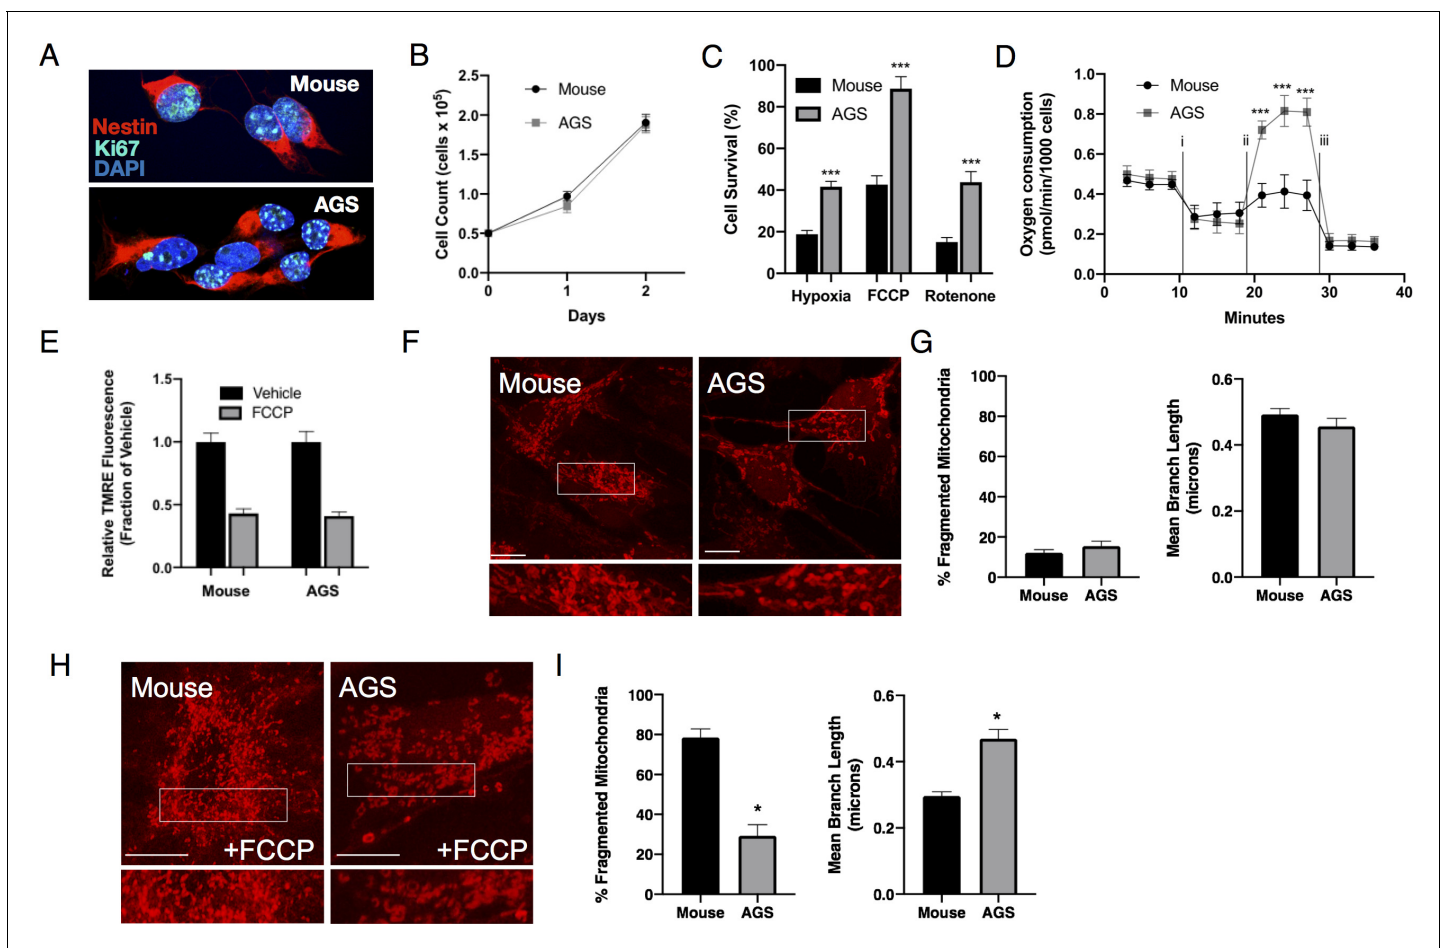 A
Mouse
Nestin
Ki67
DAPI
AGS
B
Cell Count (cells x 10⁵)
2.5
2.0
1.5
1.0
0.5
0.0
Mouse
AGS
0 1 2
Days
C
Cell Survival (%)
100
80
60
40
20
0
Mouse
AGS
***
***
***
Hypoxia FCCP Rotenone
D
Oxygen consumption
(pmol/min/1000 cells)
1.0
0.8
0.6
0.4
0.2
0.0
Mouse
AGS
*** *** ***
i ii iii
0 10 20 30 40
Minutes
E
Relative TMRE Fluorescence
(Fraction of Vehicle)
1.5
1.0
0.5
0.0
Vehicle
FCCP
Mouse AGS
F
Mouse
AGS
G
% Fragmented Mitochondria
100
80
60
40
20
0
Mouse AGS
Mean Branch Length
(microns)
0.6
0.4
0.2
0.0
Mouse AGS
H
Mouse
+FCCP
AGS
+FCCP
I
% Fragmented Mitochondria
100
80
60
40
20
0
*
Mouse AGS
Mean Branch Length
(microns)
0.6
0.4
0.2
0.0
*
Mouse AGS